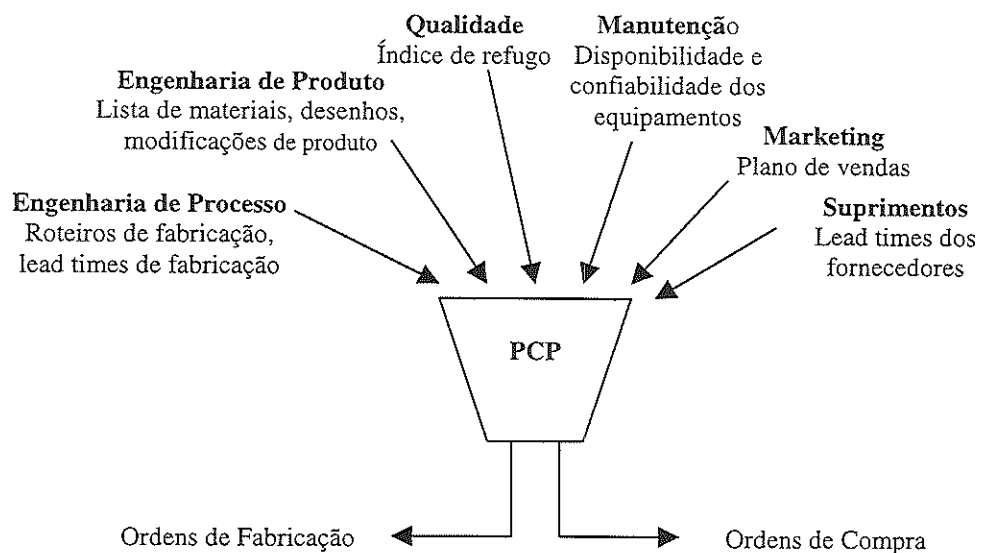 Qualidade
Índice de refugo
Manutenção
Disponibilidade e
confiabilidade dos
equipamentos
Engenharia de Produto
Lista de materiais, desenhos,
modificações de produto
Marketing
Plano de vendas
Engenharia de Processo
Roteiros de fabricação,
lead times de fabricação
Suprimentos
Lead times dos
fornecedores
PCP
Ordens de Fabricação
Ordens de Compra